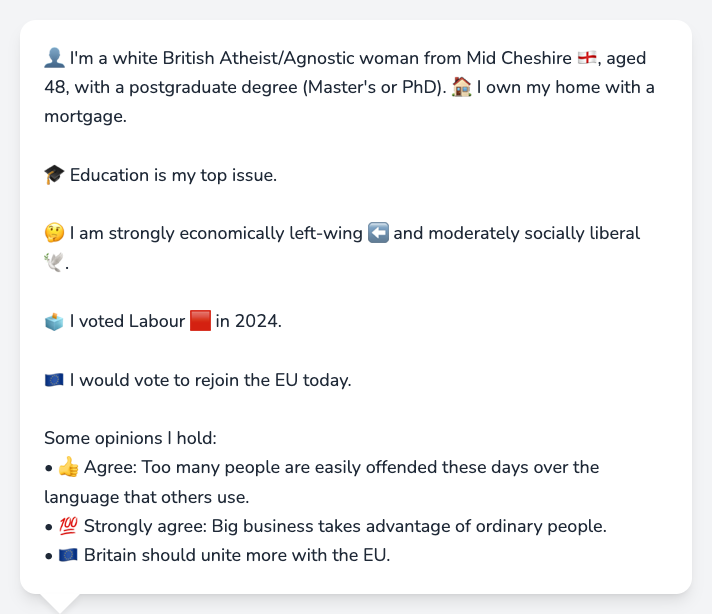 👤 I'm a white British Atheist/Agnostic woman from Mid Cheshire 🏴󠁧󠁢󠁥󠁮󠁧󠁿, aged
48, with a postgraduate degree (Master's or PhD). 🏠 I own my home with a
mortgage.
🎓 Education is my top issue.
🤔 I am strongly economically left-wing ⬅️ and moderately socially liberal
🕊️.
🗳️ I voted Labour 🟥 in 2024.
🇪🇺 I would vote to rejoin the EU today.
Some opinions I hold:
• 👍 Agree: Too many people are easily offended these days over the
language that others use.
• 💯 Strongly agree: Big business takes advantage of ordinary people.
• 🇪🇺 Britain should unite more with the EU.